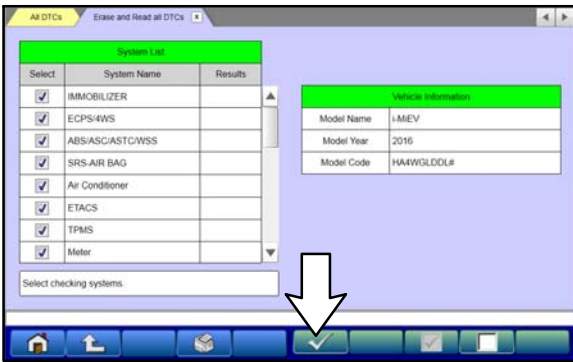 All DTCs Erase and Read all DTCs x
System List
Select System Name Results
IMMOBILIZER
ECPS/4WS
ABS/ASC/ASTC/WSS
SRS-AIR BAG
Air Conditioner
ETACS
TPMS
Meter
Select checking systems
Vehicle Information
Model Name i-MiEV
Model Year 2016
Model Code HA4WGLDDL#